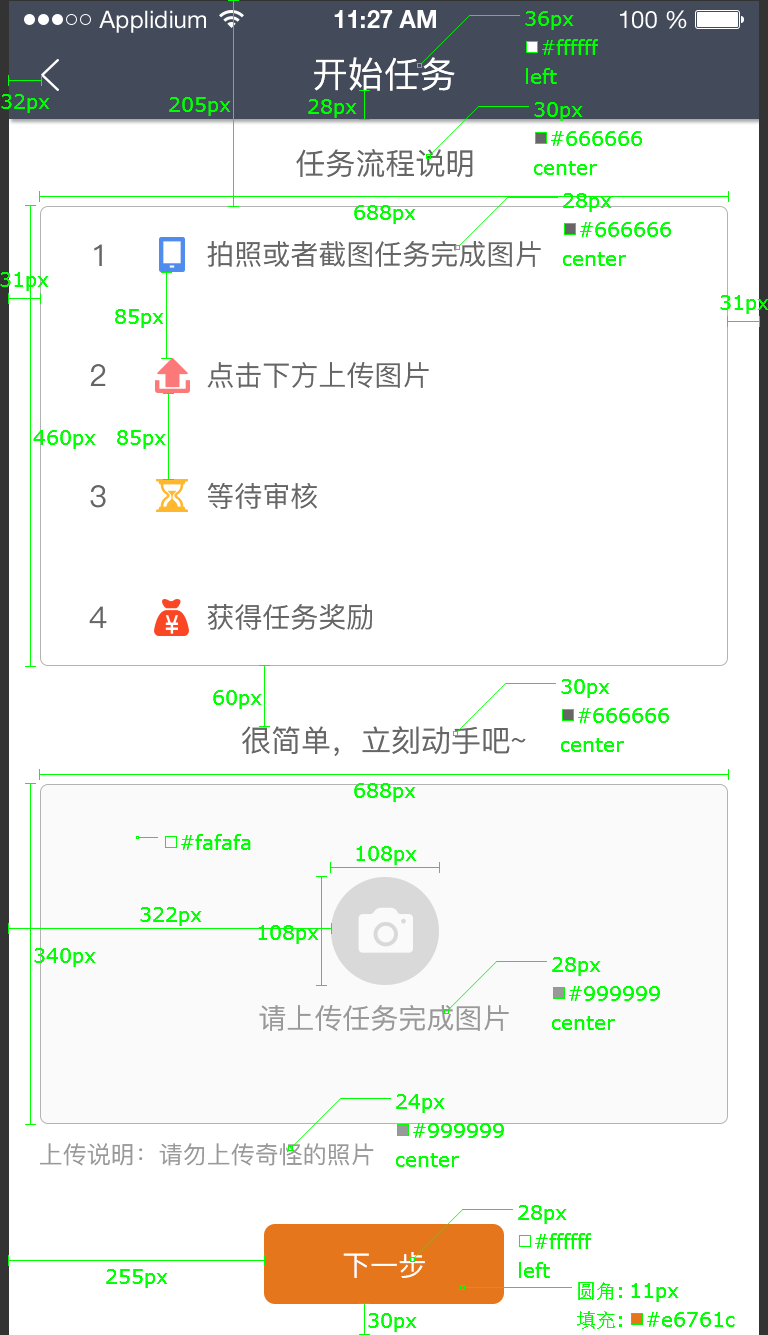 Applidium 11:27 AM 100 %
36px
#ffffff
left
开始任务
32px
205px
28px
30px
#666666
center
任务流程说明
688px
28px
#666666
center
1 拍照或者截图任务完成图片
31px
31px
85px
2 点击下方上传图片
460px
85px
3 等待审核
4 获得任务奖励
60px
30px
#666666
center
很简单，立刻动手吧~
688px
#fafafa
108px
322px
108px
340px
28px
#999999
center
请上传任务完成图片
24px
#999999
center
上传说明：请勿上传奇怪的照片
28px
#ffffff
left
下一步
255px
圆角: 11px
填充: #e6761c
30px